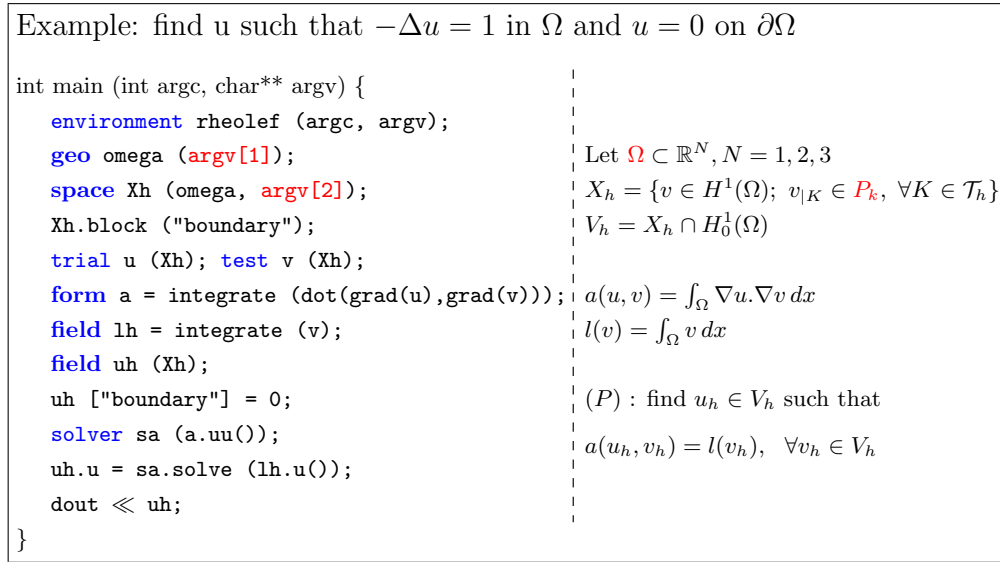 Example: find u such that −Δu = 1 in Ω and u = 0 on ∂Ω
int main (int argc, char** argv) {
environment rheolef (argc, argv);
geo omega (argv[1]); Let Ω ⊂ ℝ^N, N = 1, 2, 3
space Xh (omega, argv[2]); X_h = {v ∈ H^1(Ω); v_{|K} ∈ P_k, ∀K ∈ 𝒯_h}
Xh.block ("boundary"); V_h = X_h ∩ H_0^1(Ω)
trial u (Xh); test v (Xh);
form a = integrate (dot(grad(u),grad(v))); a(u, v) = ∫_Ω ∇u.∇v dx
field lh = integrate (v); l(v) = ∫_Ω v dx
field uh (Xh);
uh ["boundary"] = 0; (P) : find u_h ∈ V_h such that
solver sa (a.uu()); a(u_h, v_h) = l(v_h), ∀v_h ∈ V_h
uh.u = sa.solve (lh.u());
dout ≪ uh;
}